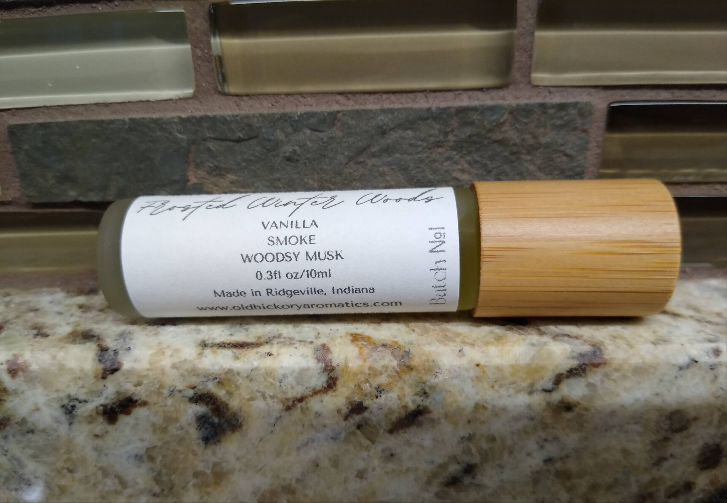 Frosted Winter Woods
VANILLA
SMOKE
WOODSY MUSK
0.3fl oz/10ml
Made in Ridgeville, Indiana
www.oldhickoryaromatics.com
Batch №1